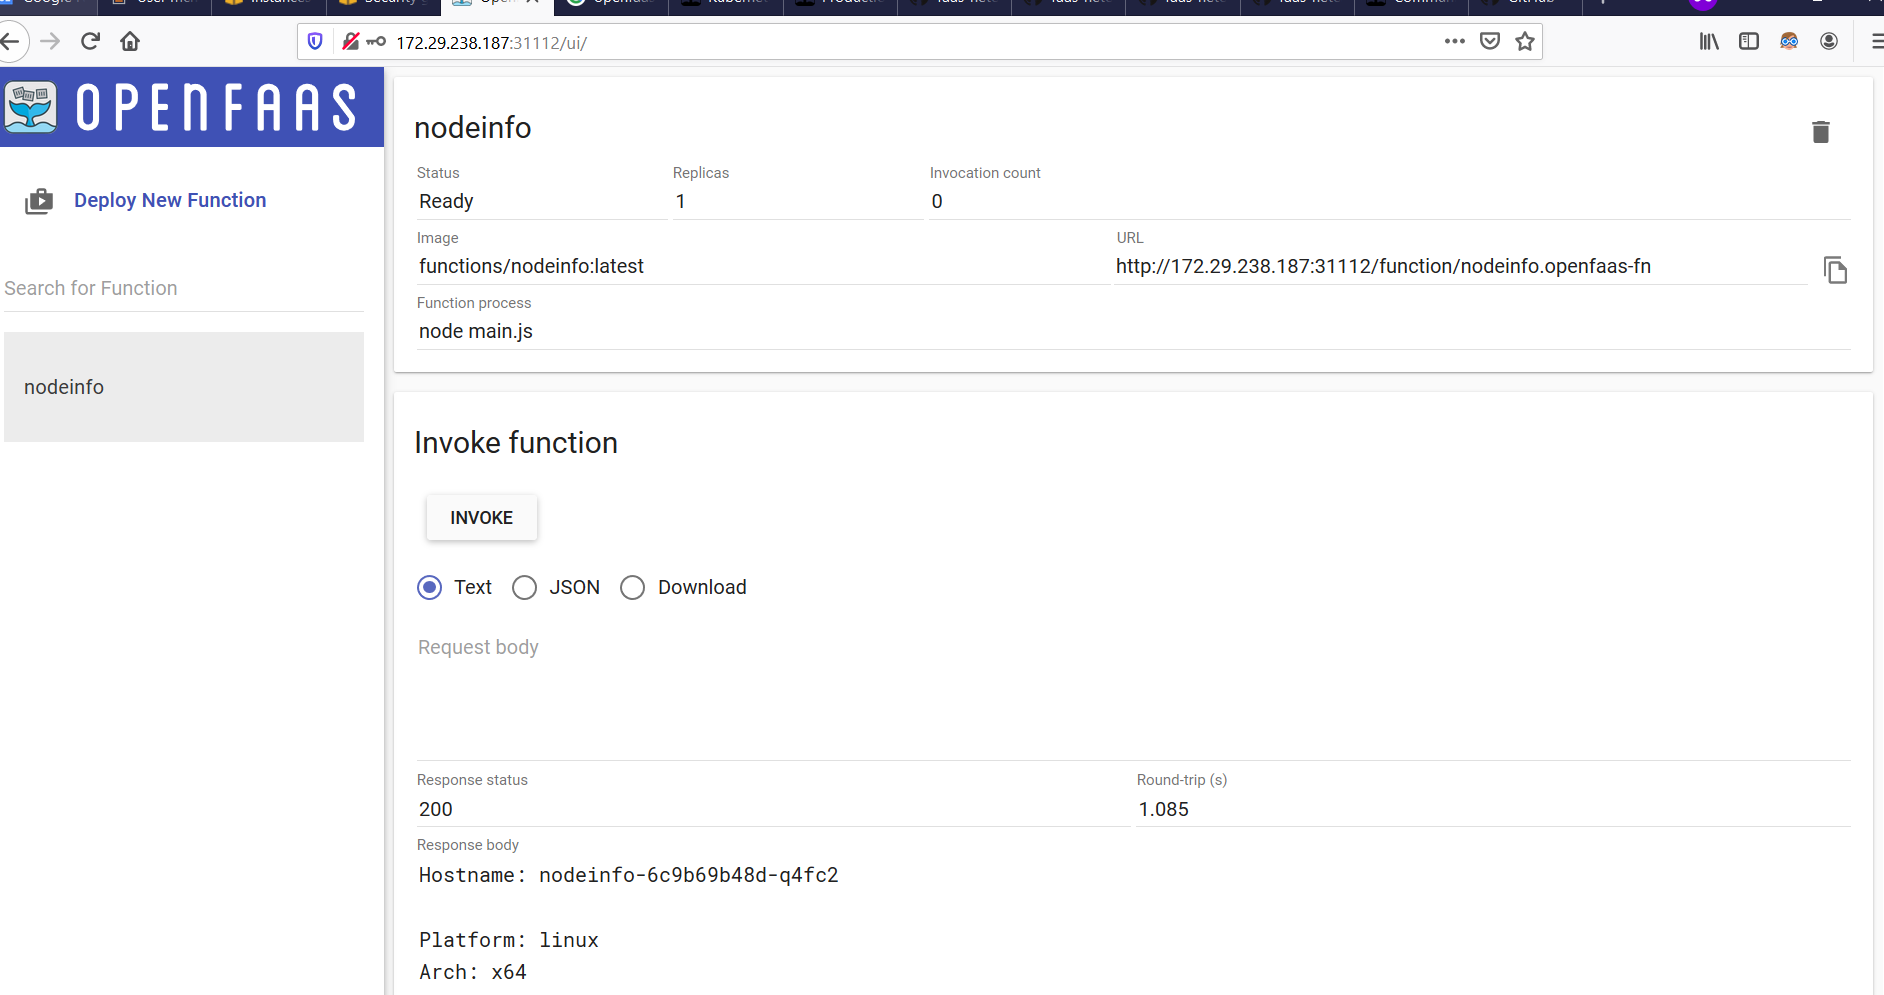 172.29.238.187:31112/ui/
OPENFAAS
Deploy New Function
Search for Function
nodeinfo
nodeinfo
Status
Replicas
Invocation count
Ready
1
0
Image
URL
functions/nodeinfo:latest
http://172.29.238.187:31112/function/nodeinfo.openfaas-fn
Function process
node main.js
Invoke function
INVOKE
Text
JSON
Download
Request body
Response status
Round-trip (s)
200
1.085
Response body
Hostname: nodeinfo-6c9b69b48d-q4fc2
Platform: linux
Arch: x64